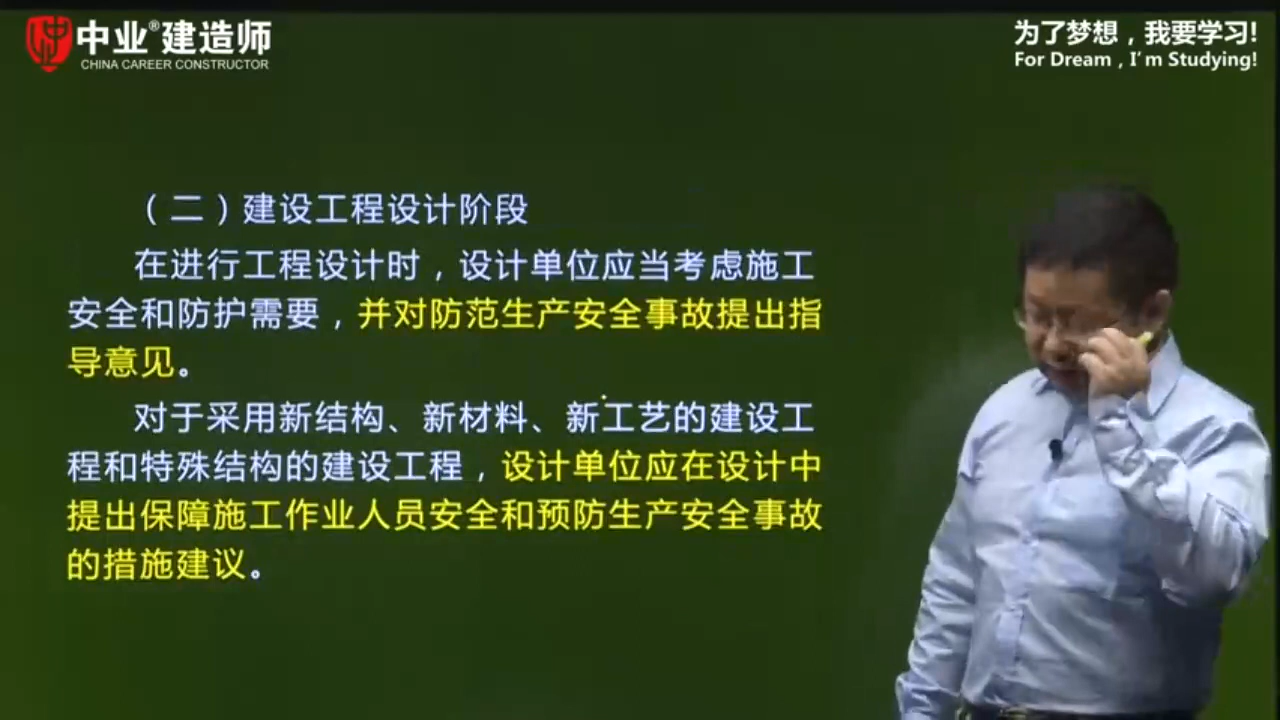 中业®建造师
CHINA CAREER CONSTRUCTOR
为了梦想，我要学习!
For Dream , I'm Studying!
（二）建设工程设计阶段
在进行工程设计时，设计单位应当考虑施工
安全和防护需要，并对防范生产安全事故提出指
导意见。
对于采用新结构、新材料、新工艺的建设工
程和特殊结构的建设工程，设计单位应在设计中
提出保障施工作业人员安全和预防生产安全事故
的措施建议。